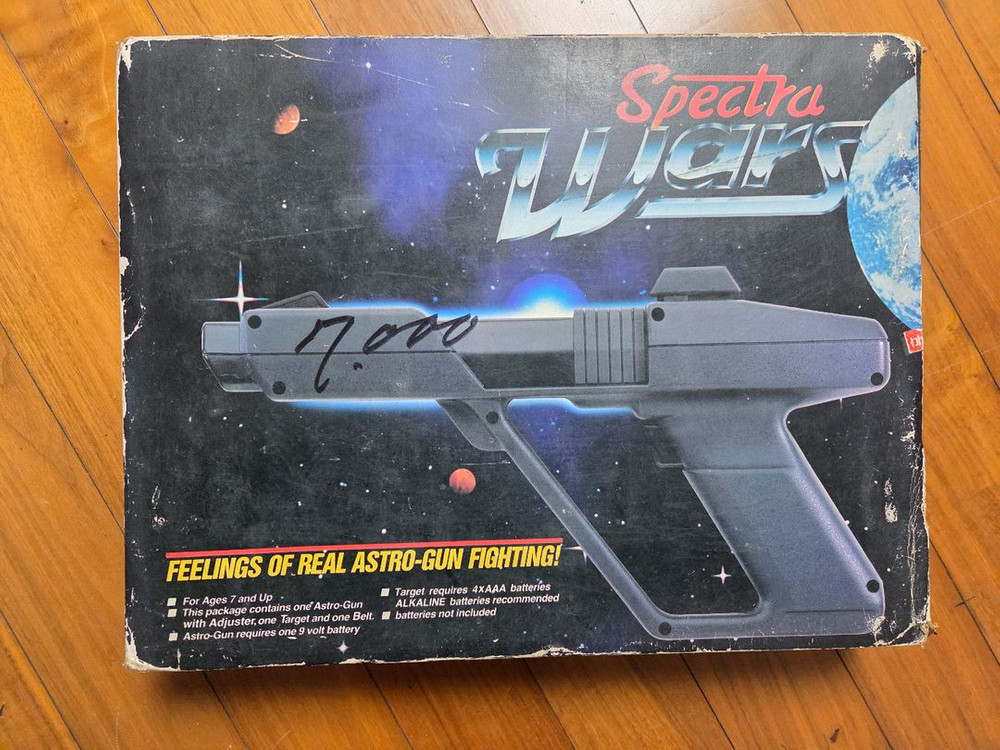 Spectra
Wars
7.000
FEELINGS OF REAL ASTRO-GUN FIGHTING!
For Ages 7 and Up
This package contains one Astro-Gun
with Adjuster, one Target and one Belt.
Astro-Gun requires one 9 volt battery
Target requires 4xAAA batteries
ALKALINE batteries recommended
batteries not included